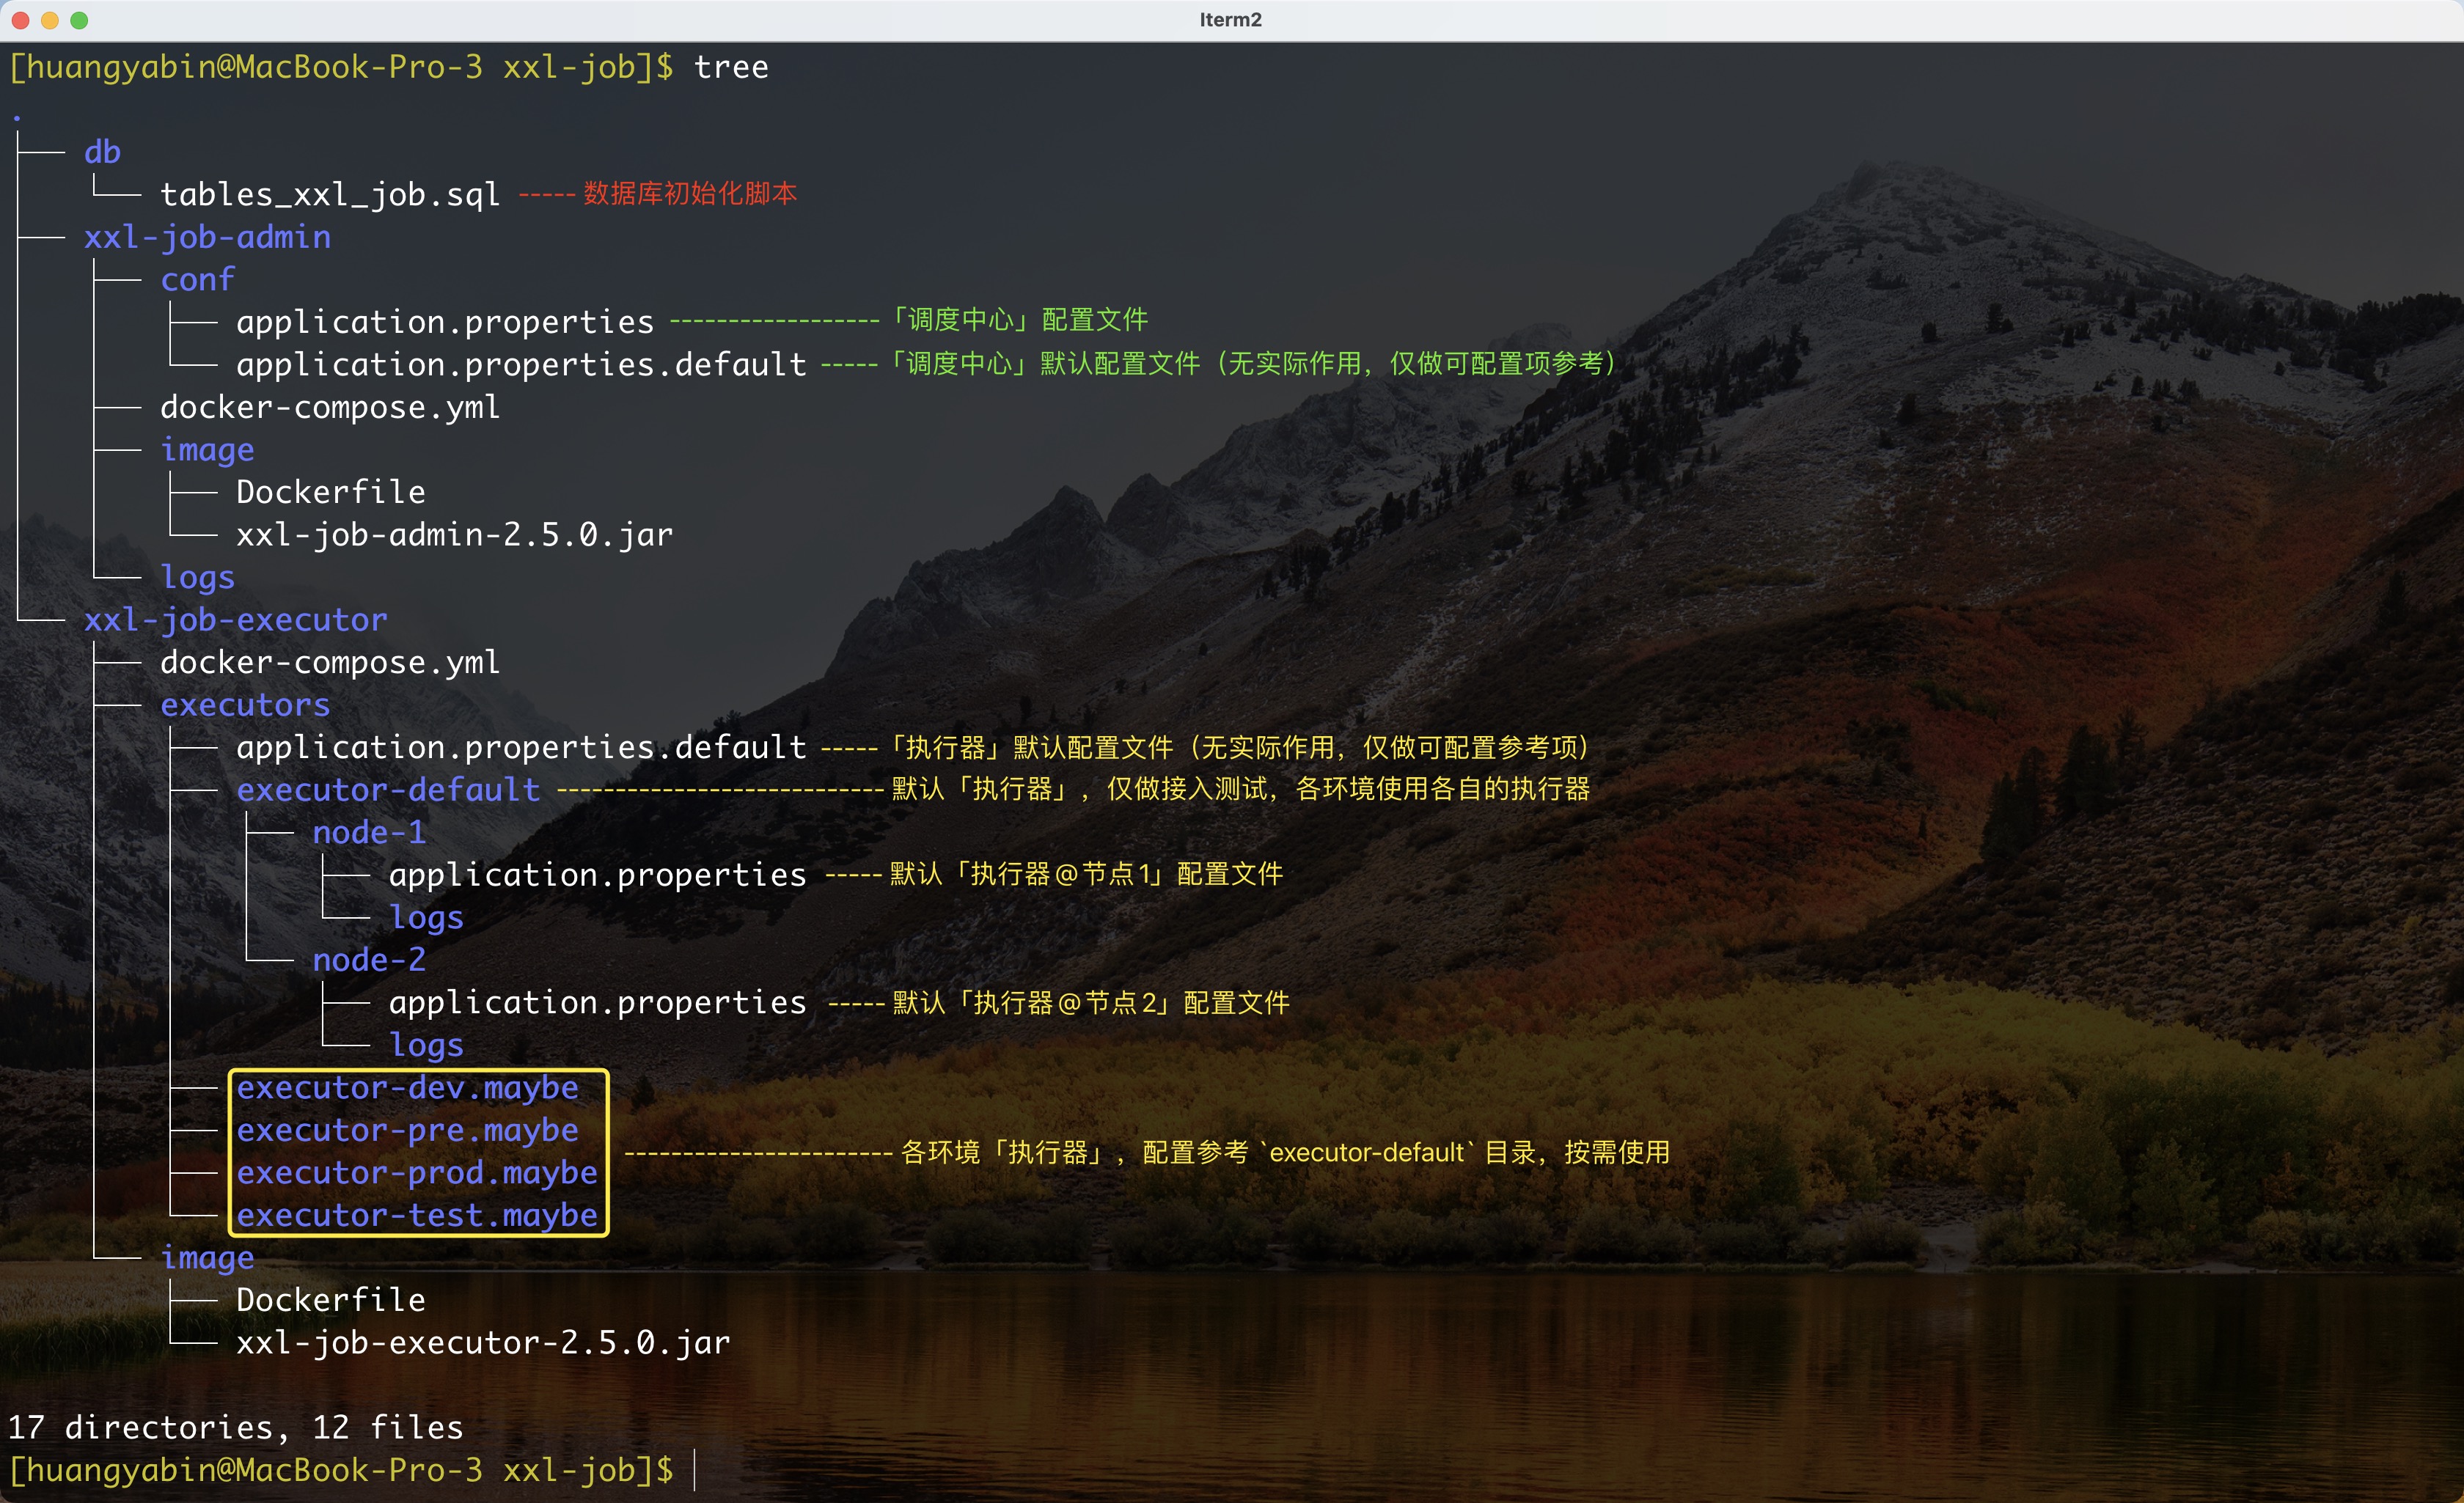 Iterm2
[huangyabin@MacBook-Pro-3 xxl-job]$ tree
.
├── db
│   └── tables_xxl_job.sql ----- 数据库初始化脚本
├── xxl-job-admin
│   ├── conf
│   │   ├── application.properties -----------------「调度中心」配置文件
│   │   └── application.properties.default -----「调度中心」默认配置文件（无实际作用，仅做可配置项参考）
│   ├── docker-compose.yml
│   ├── image
│   │   ├── Dockerfile
│   │   └── xxl-job-admin-2.5.0.jar
│   └── logs
└── xxl-job-executor
    ├── docker-compose.yml
    ├── executors
    │   ├── application.properties.default -----「执行器」默认配置文件（无实际作用，仅做可配置参考项）
    │   ├── executor-default ---------------------------- 默认「执行器」，仅做接入测试，各环境使用各自的执行器
    │   │   ├── node-1
    │   │   │   ├── application.properties ----- 默认「执行器@节点1」配置文件
    │   │   │   └── logs
    │   │   └── node-2
    │   │       ├── application.properties ----- 默认「执行器@节点2」配置文件
    │   │       └── logs
    │   ├── executor-dev.maybe
    │   ├── executor-pre.maybe
    │   ├── executor-prod.maybe ----------------------- 各环境「执行器」，配置参考 `executor-default` 目录，按需使用
    │   └── executor-test.maybe
    └── image
        ├── Dockerfile
        └── xxl-job-executor-2.5.0.jar
17 directories, 12 files
[huangyabin@MacBook-Pro-3 xxl-job]$